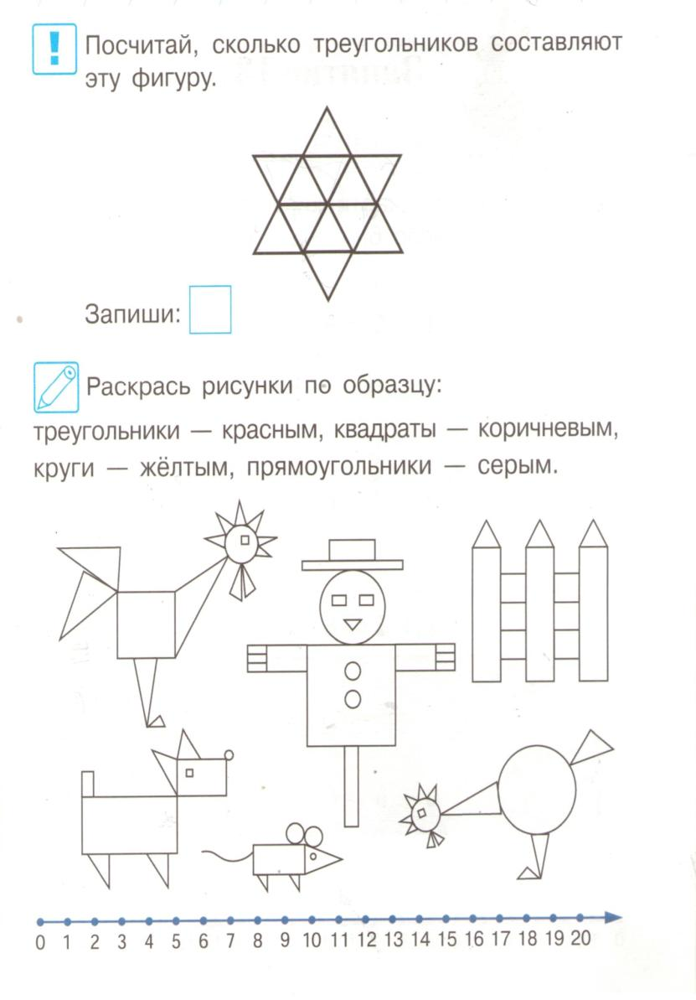 !
Посчитай, сколько треугольников составляют
эту фигуру.
Запиши:
Раскрась рисунки по образцу:
треугольники — красным, квадраты — коричневым,
круги — жёлтым, прямоугольники — серым.
0 1 2 3 4 5 6 7 8 9 10 11 12 13 14 15 16 17 18 19 20